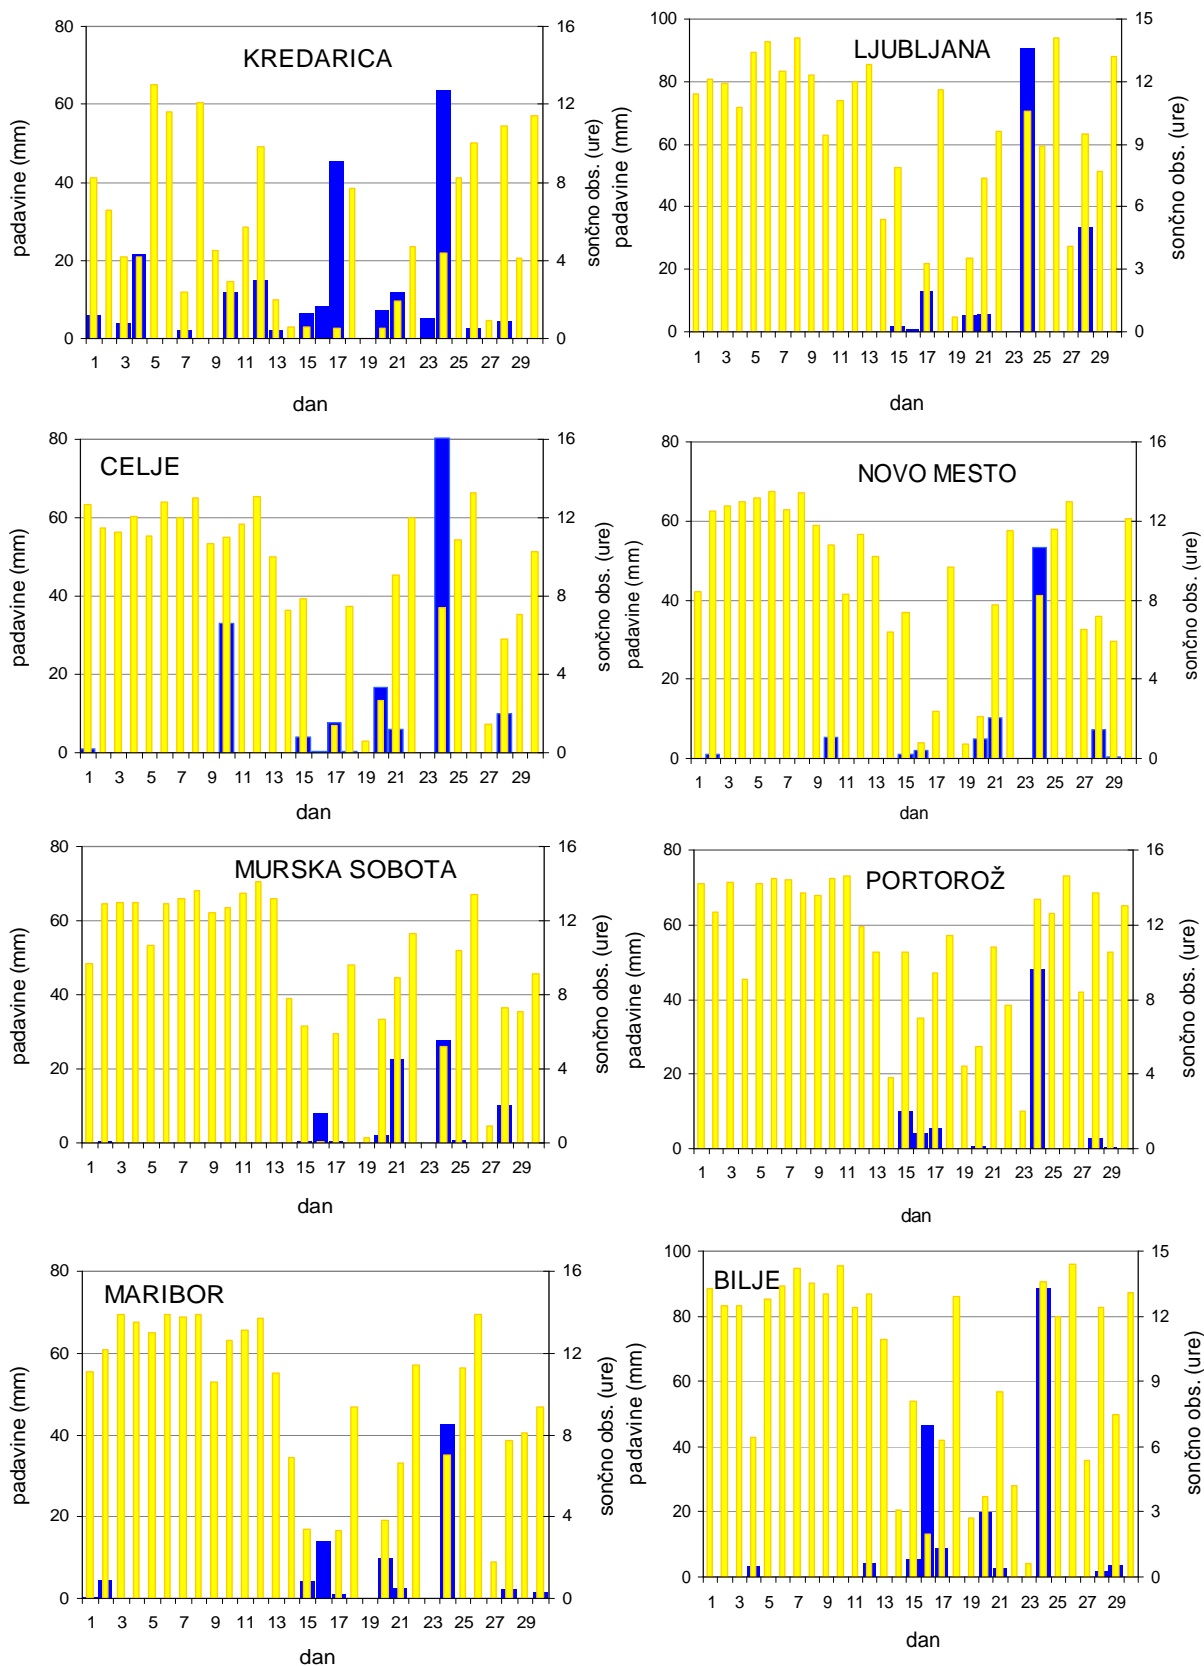 KREDARICA
padavine (mm)
80
60
40
20
0
16
12
8
4
0
sončno obs. (ure)
1 3 5 7 9 11 13 15 17 19 21 23 25 27 29
dan
LJUBLJANA
padavine (mm)
100
80
60
40
20
0
15
12
9
6
3
0
sončno obs. (ure)
1 3 5 7 9 11 13 15 17 19 21 23 25 27 29
dan
CELJE
padavine (mm)
80
60
40
20
0
16
12
8
4
0
sončno obs. (ure)
1 3 5 7 9 11 13 15 17 19 21 23 25 27 29
dan
NOVO MESTO
padavine (mm)
80
60
40
20
0
16
12
8
4
0
sončno obs. (ure)
1 3 5 7 9 11 13 15 17 19 21 23 25 27 29
dan
MURSKA SOBOTA
padavine (mm)
80
60
40
20
0
16
12
8
4
0
sončno obs. (ure)
1 3 5 7 9 11 13 15 17 19 21 23 25 27 29
dan
PORTOROŽ
padavine (mm)
80
60
40
20
0
16
12
8
4
0
sončno obs. (ure)
1 3 5 7 9 11 13 15 17 19 21 23 25 27 29
dan
MARIBOR
padavine (mm)
80
60
40
20
0
16
12
8
4
0
sončno obs. (ure)
1 3 5 7 9 11 13 15 17 19 21 23 25 27 29
dan
BILJE
padavine (mm)
100
80
60
40
20
0
15
12
9
6
3
0
sončno obs. (ure)
1 3 5 7 9 11 13 15 17 19 21 23 25 27 29
dan